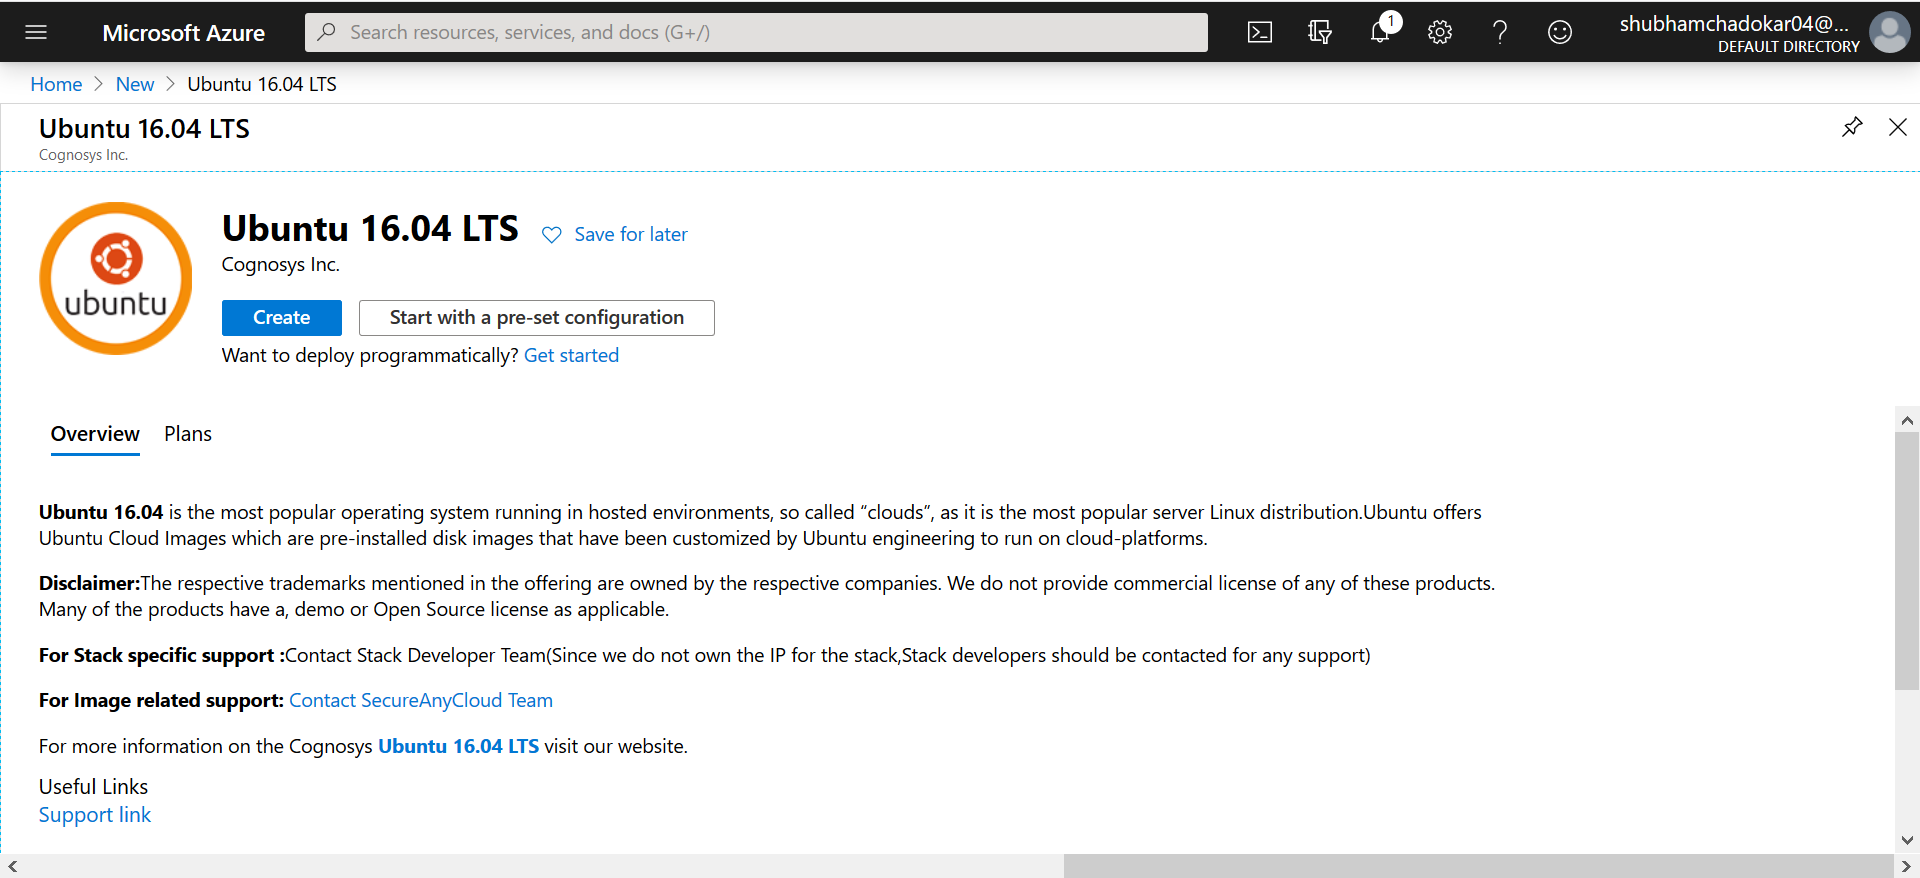 Microsoft Azure
Search resources, services, and docs (G+/)
1
shubhamchadokar04@...
DEFAULT DIRECTORY
Home > New > Ubuntu 16.04 LTS
Ubuntu 16.04 LTS
Cognosys Inc.
ubuntu
Ubuntu 16.04 LTS
Save for later
Cognosys Inc.
Create
Start with a pre-set configuration
Want to deploy programmatically? Get started
Overview
Plans
Ubuntu 16.04 is the most popular operating system running in hosted environments, so called “clouds”, as it is the most popular server Linux distribution.Ubuntu offers
Ubuntu Cloud Images which are pre-installed disk images that have been customized by Ubuntu engineering to run on cloud-platforms.
Disclaimer:The respective trademarks mentioned in the offering are owned by the respective companies. We do not provide commercial license of any of these products.
Many of the products have a, demo or Open Source license as applicable.
For Stack specific support :Contact Stack Developer Team(Since we do not own the IP for the stack,Stack developers should be contacted for any support)
For Image related support: Contact SecureAnyCloud Team
For more information on the Cognosys Ubuntu 16.04 LTS visit our website.
Useful Links
Support link